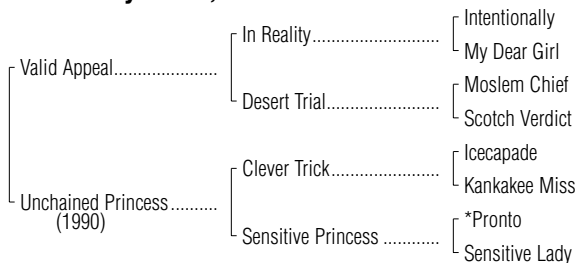 Intentionally
In Reality........................................
My Dear Girl
Valid Appeal......................
Moslem Chief
Desert Trial.......................
Scotch Verdict
Icecapade
Clever Trick.......................
Kankakee Miss
Unchained Princess..........
(1990)
*Pronto
Sensitive Princess ............
Sensitive Lady